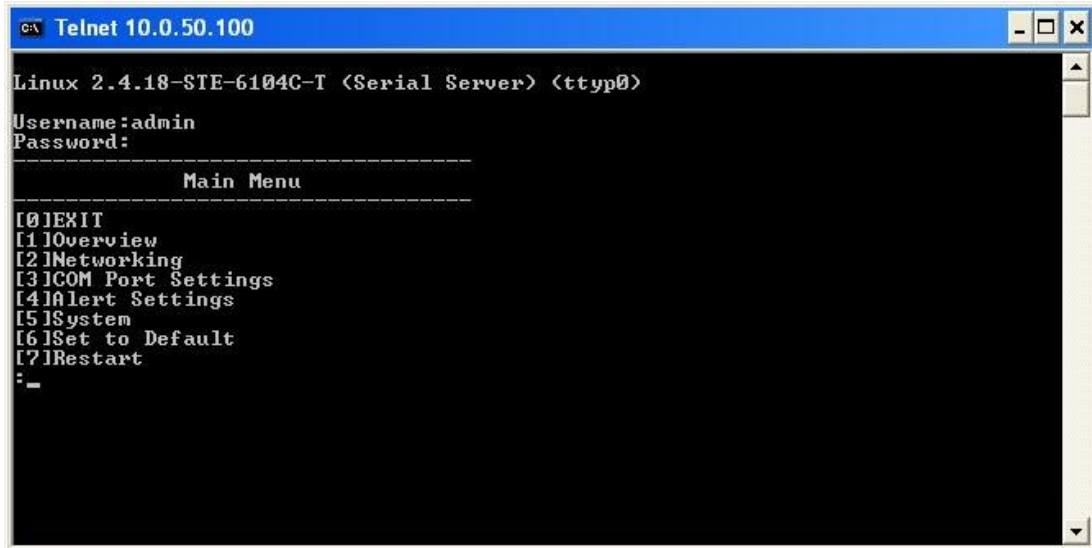 Telnet 10.0.50.100
Linux 2.4.18-STE-6104C-T (Serial Server) (ttyp0)
Username:admin
Password:
-----------------------------------
Main Menu
-----------------------------------
[0]EXIT
[1]Overview
[2]Networking
[3]COM Port Settings
[4]Alert Settings
[5]System
[6]Set to Default
[7]Restart
:_